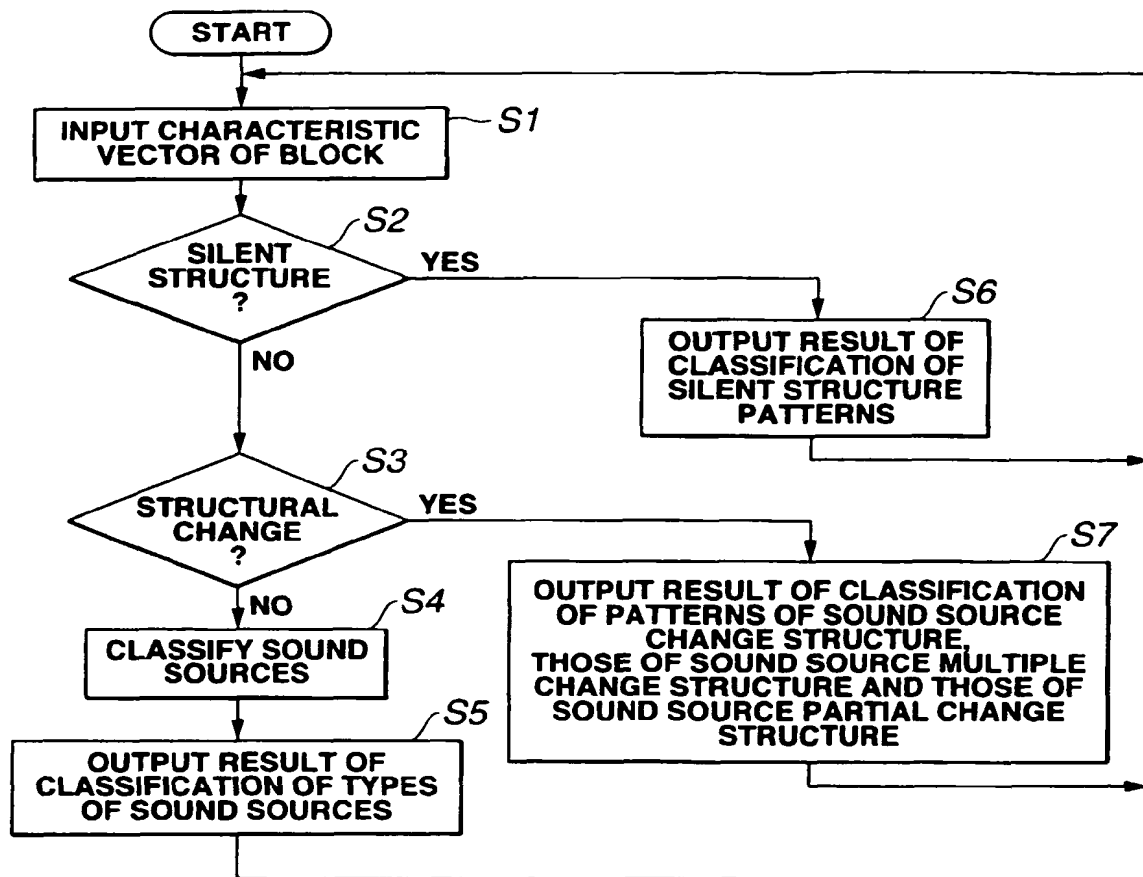 START
INPUT CHARACTERISTIC
VECTOR OF BLOCK
S1
SILENT
STRUCTURE
?
S2
YES
NO
S6
OUTPUT RESULT OF
CLASSIFICATION OF
SILENT STRUCTURE
PATTERNS
STRUCTURAL
CHANGE
?
S3
YES
NO
S7
OUTPUT RESULT OF CLASSIFICATION
OF PATTERNS OF SOUND SOURCE
CHANGE STRUCTURE,
THOSE OF SOUND SOURCE MULTIPLE
CHANGE STRUCTURE AND THOSE OF
SOUND SOURCE PARTIAL CHANGE
STRUCTURE
S4
CLASSIFY SOUND
SOURCES
S5
OUTPUT RESULT OF
CLASSIFICATION OF TYPES
OF SOUND SOURCES